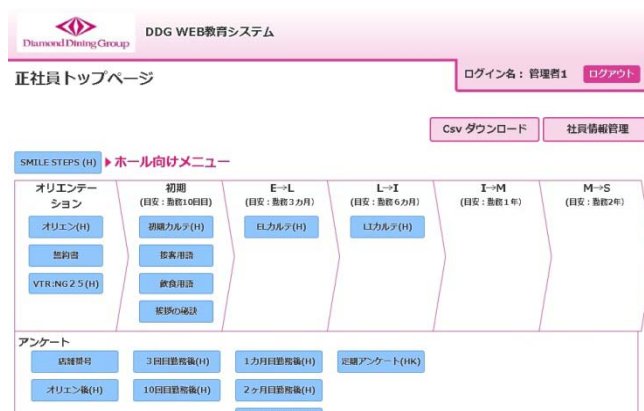 Diamond Dining Group
DDG WEB教育システム
正社員トップページ
ログイン名：管理者1
ログアウト
Csv ダウンロード
社員情報管理
SMILE STEPS (H)
ホール向けメニュー
オリエンテー
ション
初期
(目安：勤務10回目)
E→L
(目安：勤務3カ月)
L→I
(目安：勤務6カ月)
I→M
(目安：勤務1年)
M→S
(目安：勤務2年)
オリエン(H)
初期カルテ(H)
ELカルテ(H)
LIカルテ(H)
誓約書
接客用語
VTR:NG25(H)
飲食用語
挨拶の秘訣
アンケート
店舗番号
3回目勤務後(H)
1カ月目勤務後(H)
定期アンケート(HK)
オリエン後(H)
10回目勤務後(H)
2ヶ月目勤務後(H)